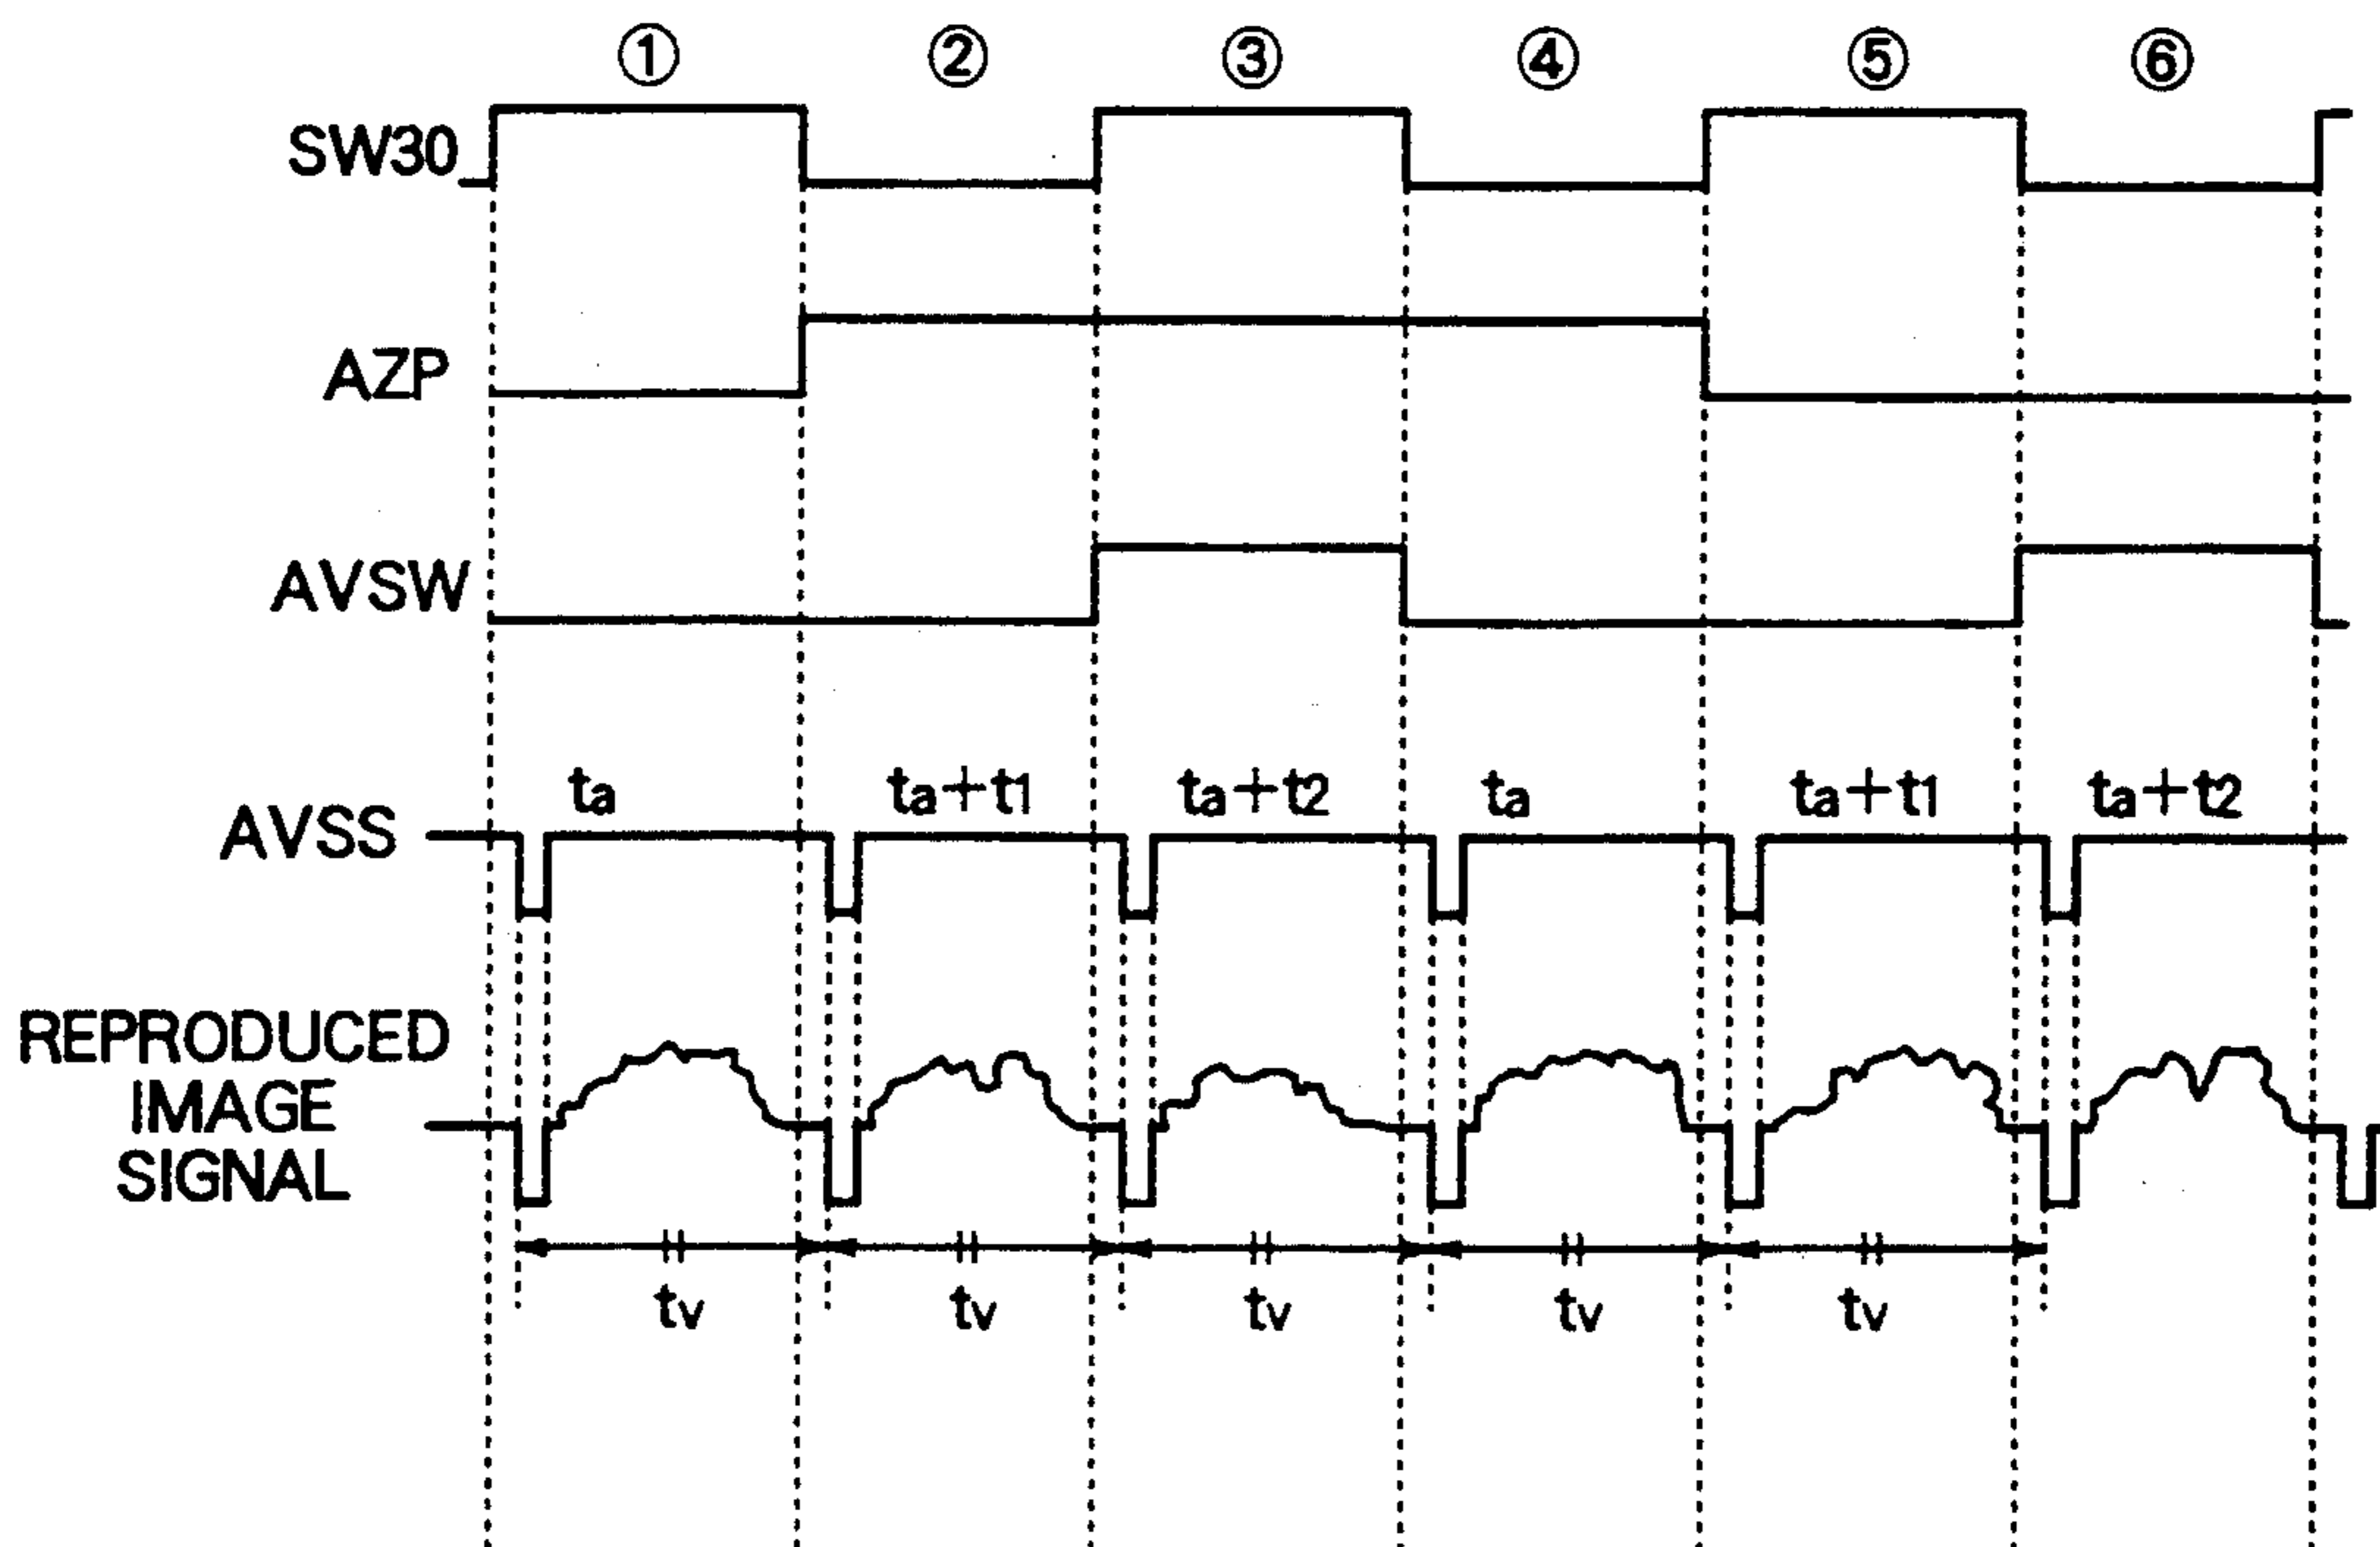 ① ② ③ ④ ⑤ ⑥
SW30
AZP
AVSW
ta ta+t1 ta+t2 ta ta+t1 ta+t2
AVSS
REPRODUCED
IMAGE
SIGNAL
tv tv tv tv tv